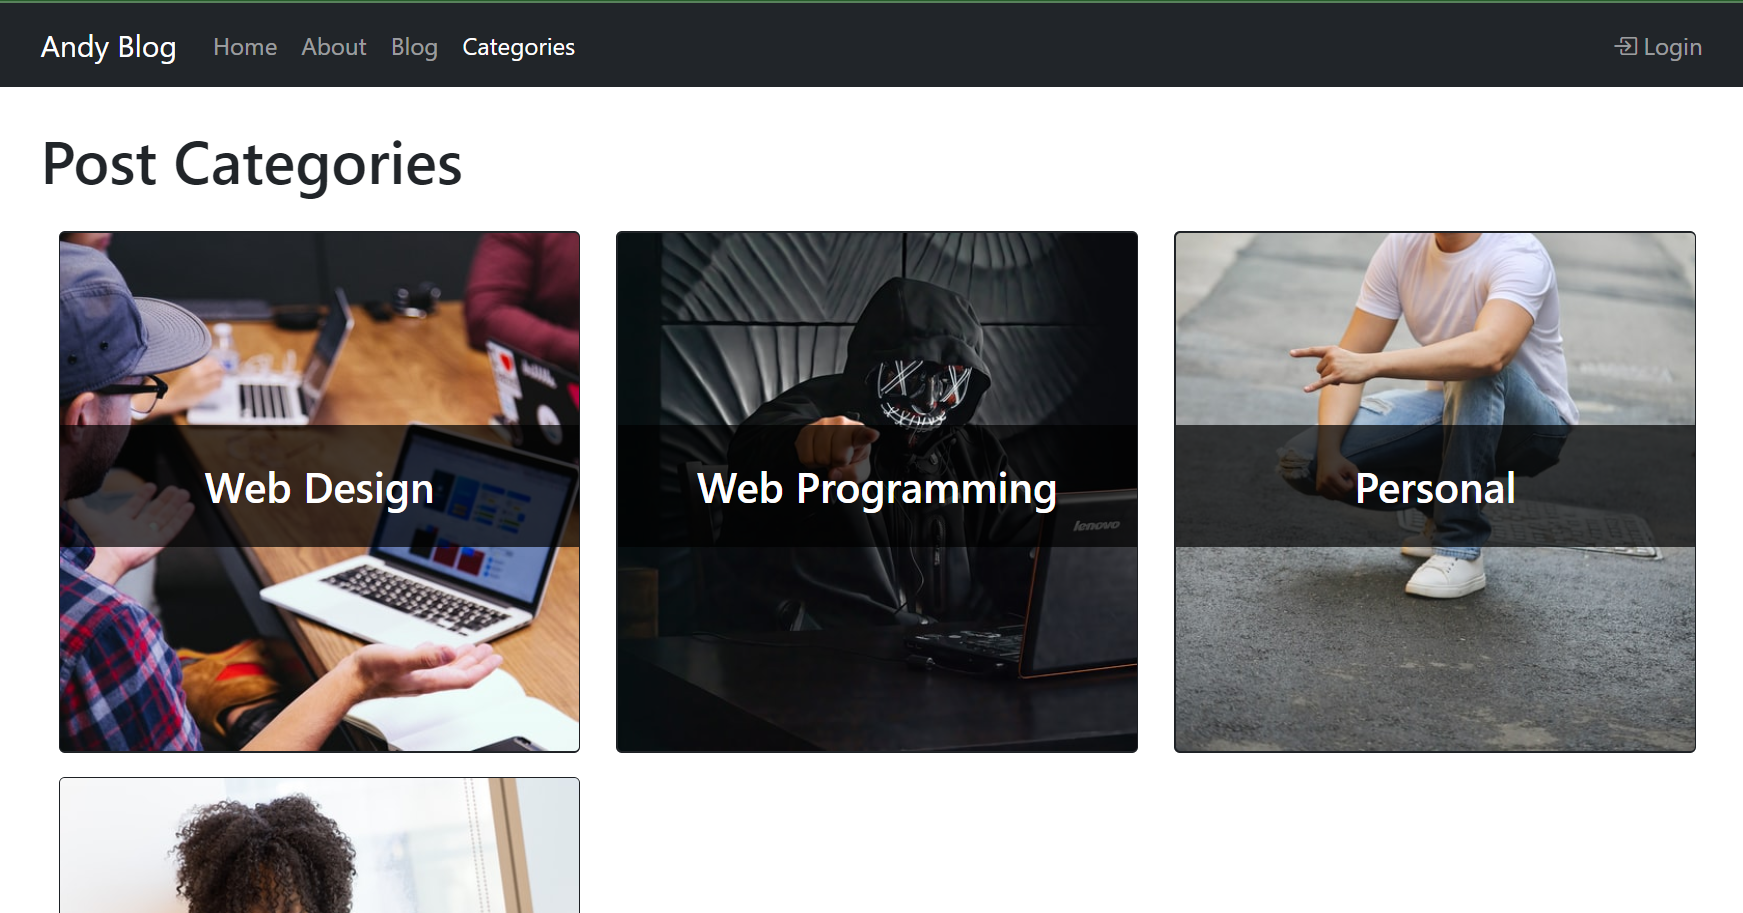 Andy Blog Home About Blog Categories Login
Post Categories
Web Design
Web Programming
Personal
lenovo